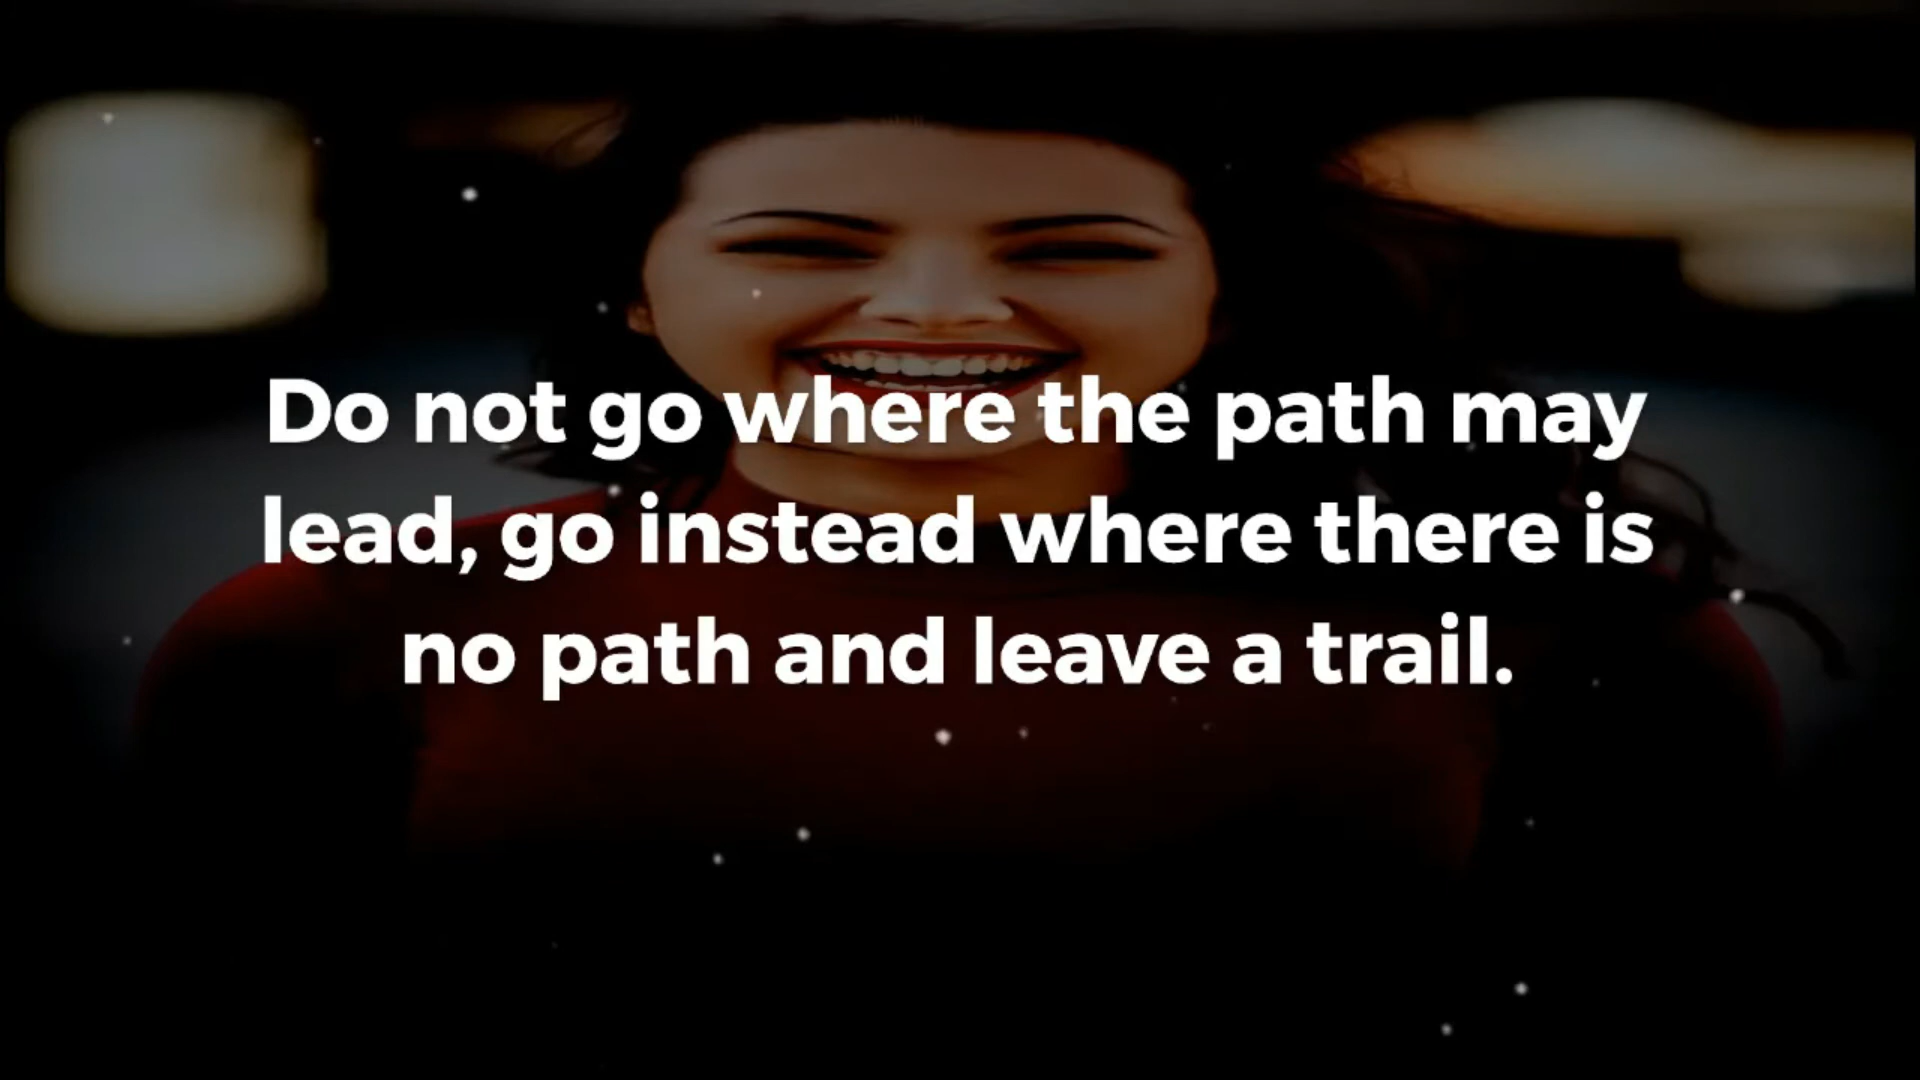 Do not go where the path may
lead, go instead where there is
no path and leave a trail.